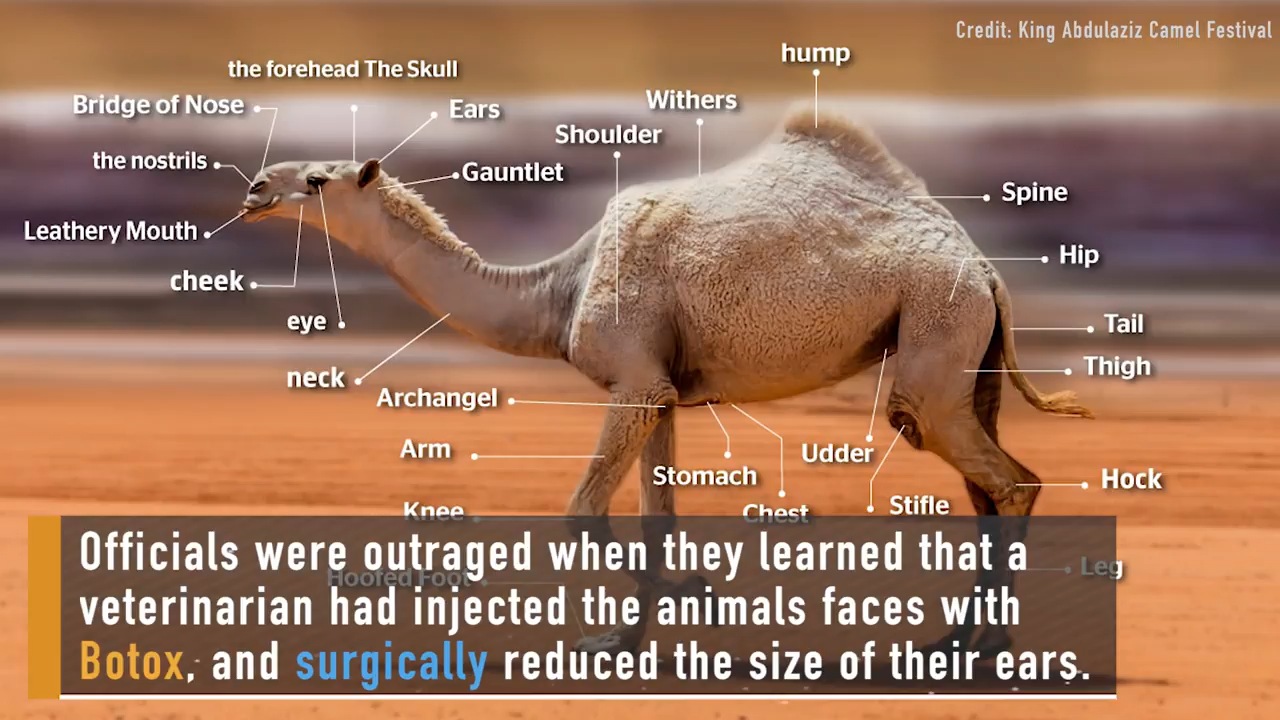 Credit: King Abdulaziz Camel Festival
hump
the forehead The Skull
Bridge of Nose
Ears
Withers
Shoulder
the nostrils
Gauntlet
Spine
Leathery Mouth
Hip
cheek
eye
Tail
neck
Thigh
Archangel
Arm
Udder
Stomach
Hock
Knee
Chest
Stifle
Hoofed Foot
Leg
Officials were outraged when they learned that a
veterinarian had injected the animals faces with
Botox, and surgically reduced the size of their ears.